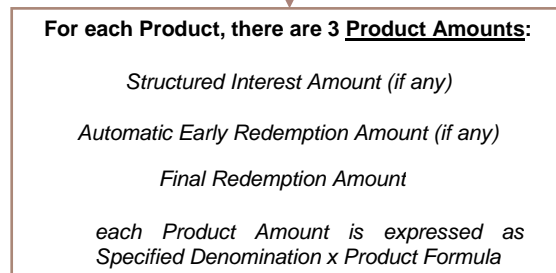 For each Product, there are 3 Product Amounts:
Structured Interest Amount (if any)
Automatic Early Redemption Amount (if any)
Final Redemption Amount
each Product Amount is expressed as
Specified Denomination x Product Formula